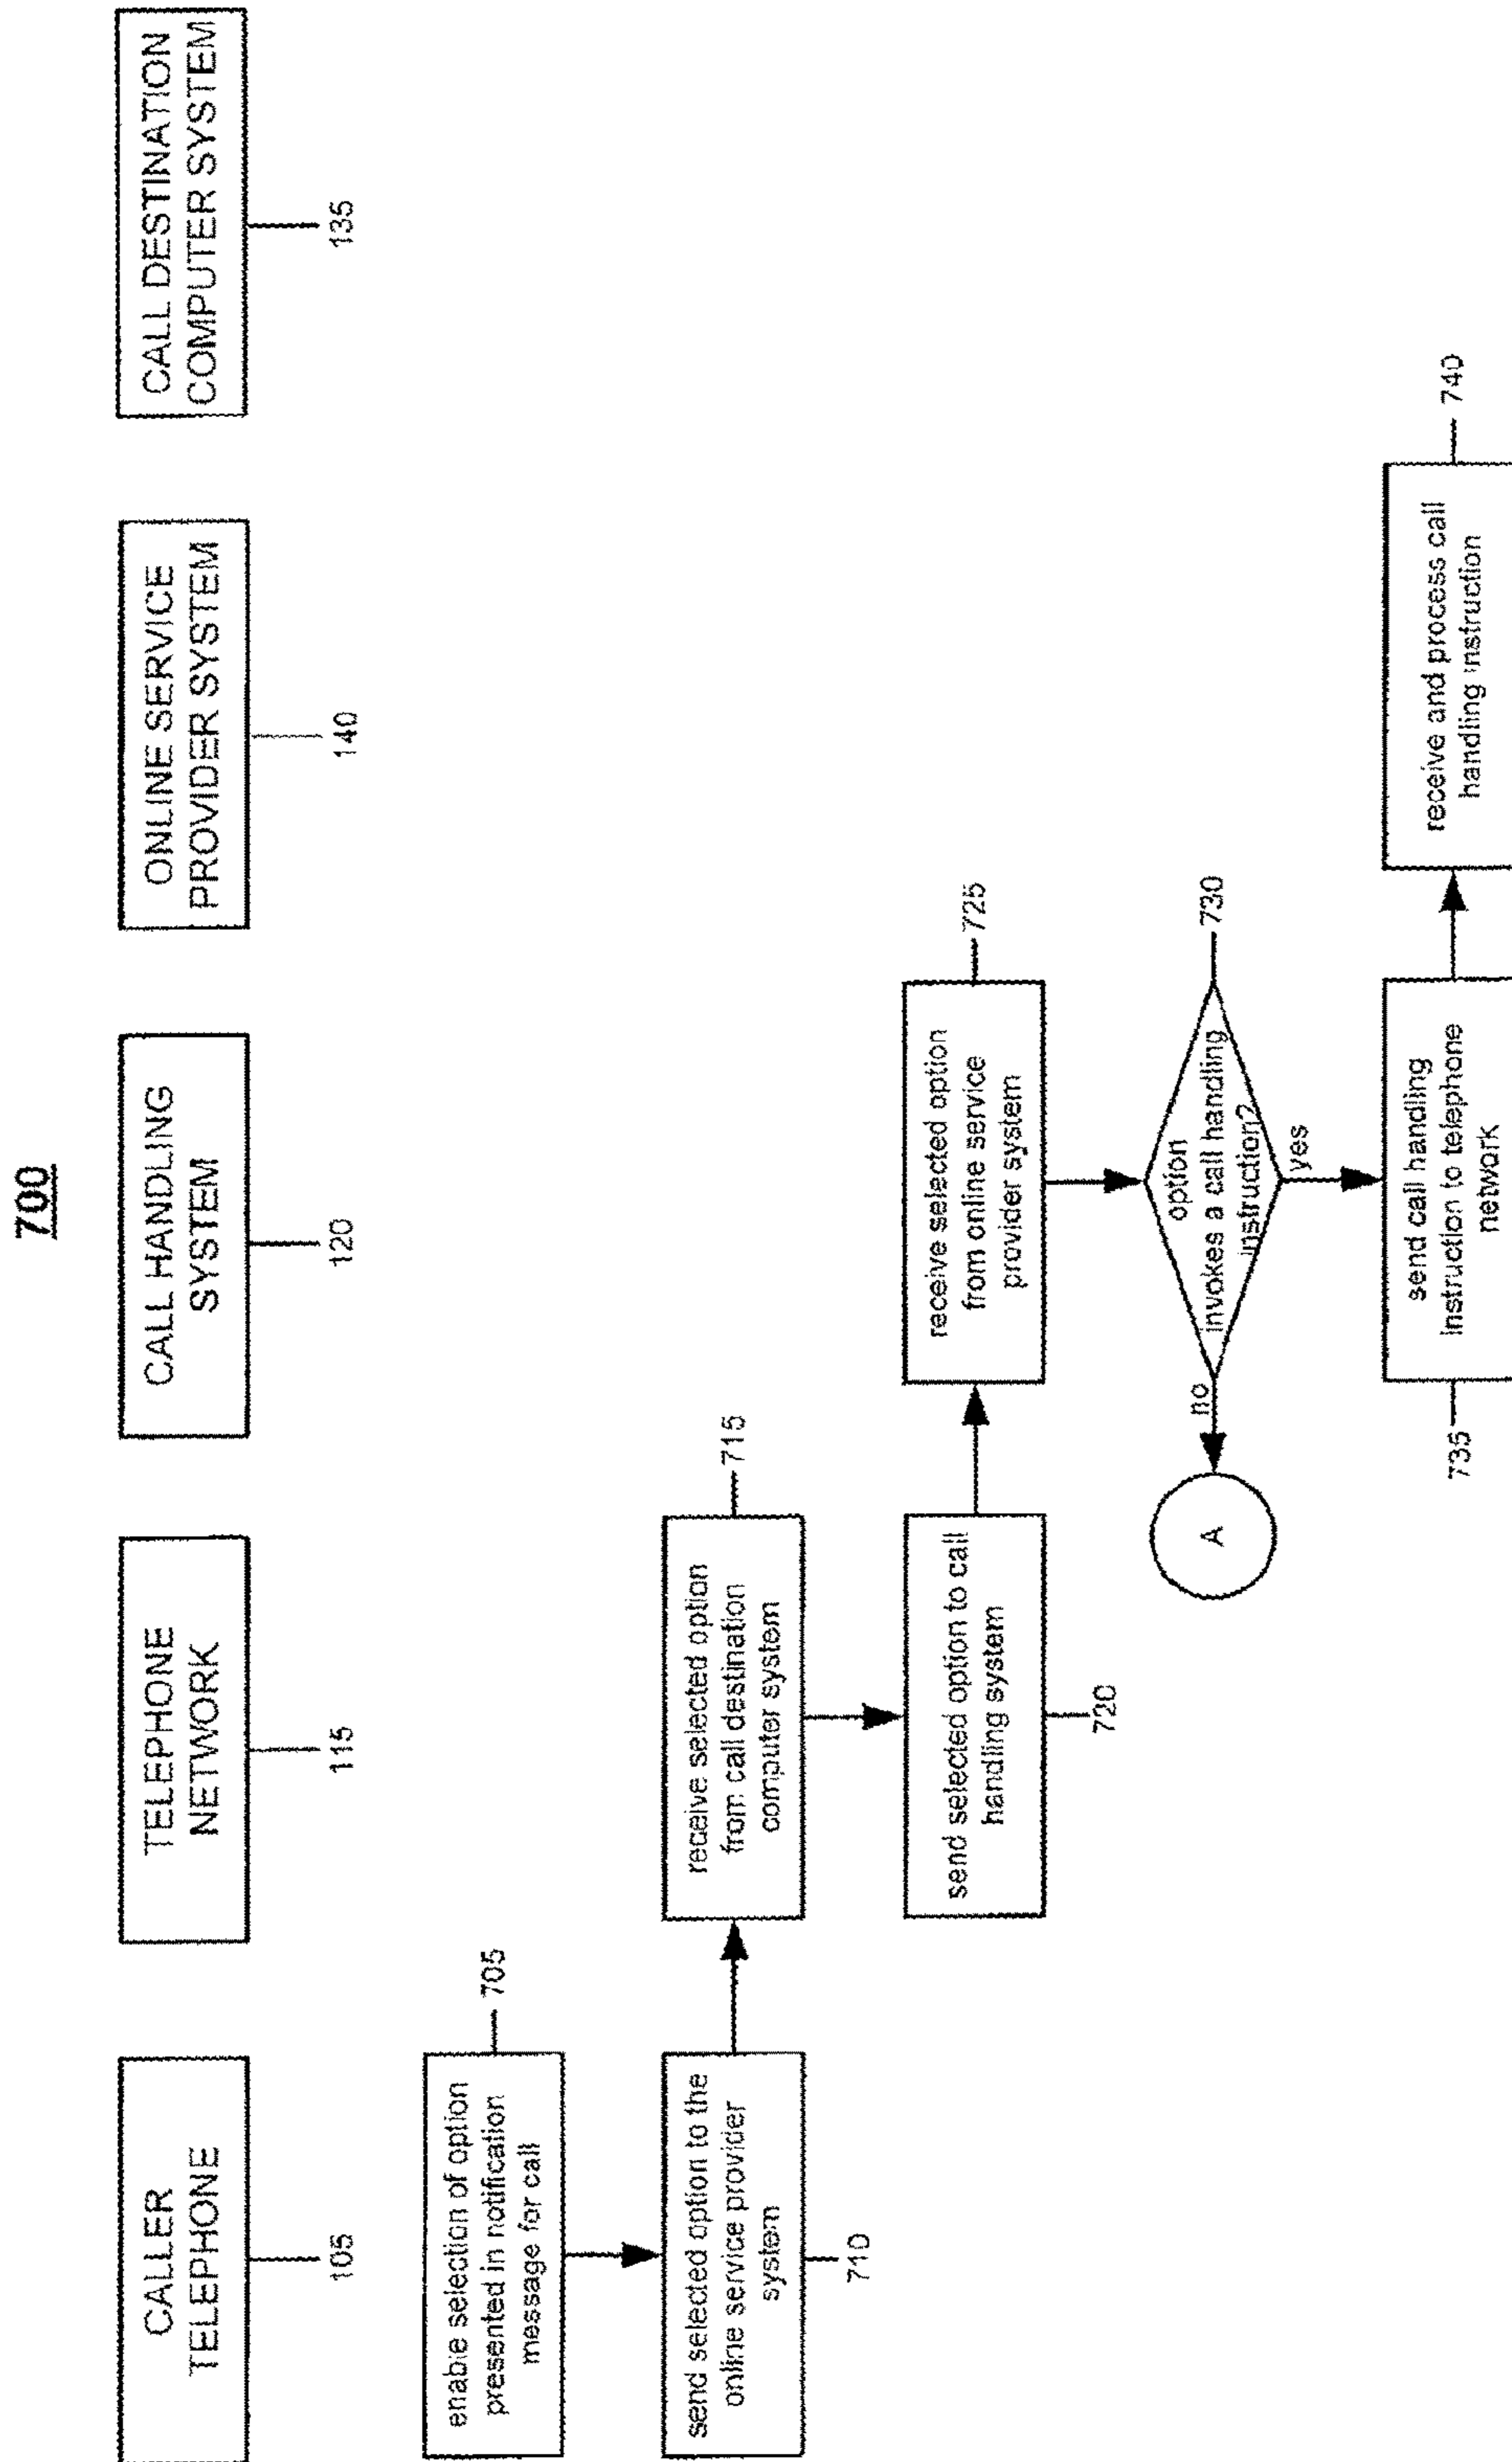 700
CALLER
TELEPHONE
105
TELEPHONE
NETWORK
115
CALL HANDLING
SYSTEM
120
ONLINE SERVICE
PROVIDER SYSTEM
140
CALL DESTINATION
COMPUTER SYSTEM
135
enable selection of option
presented in notification
message for call
705
send selected option to the
online service provider
system
710
receive selected option
from call destination
computer system
715
send selected option to call
handling system
720
receive selected option
from online service
provider system
725
option
invokes a call handling
instruction?
730
no
A
yes
send call handling
instruction to telephone
network
735
receive and process call
handling instruction
740